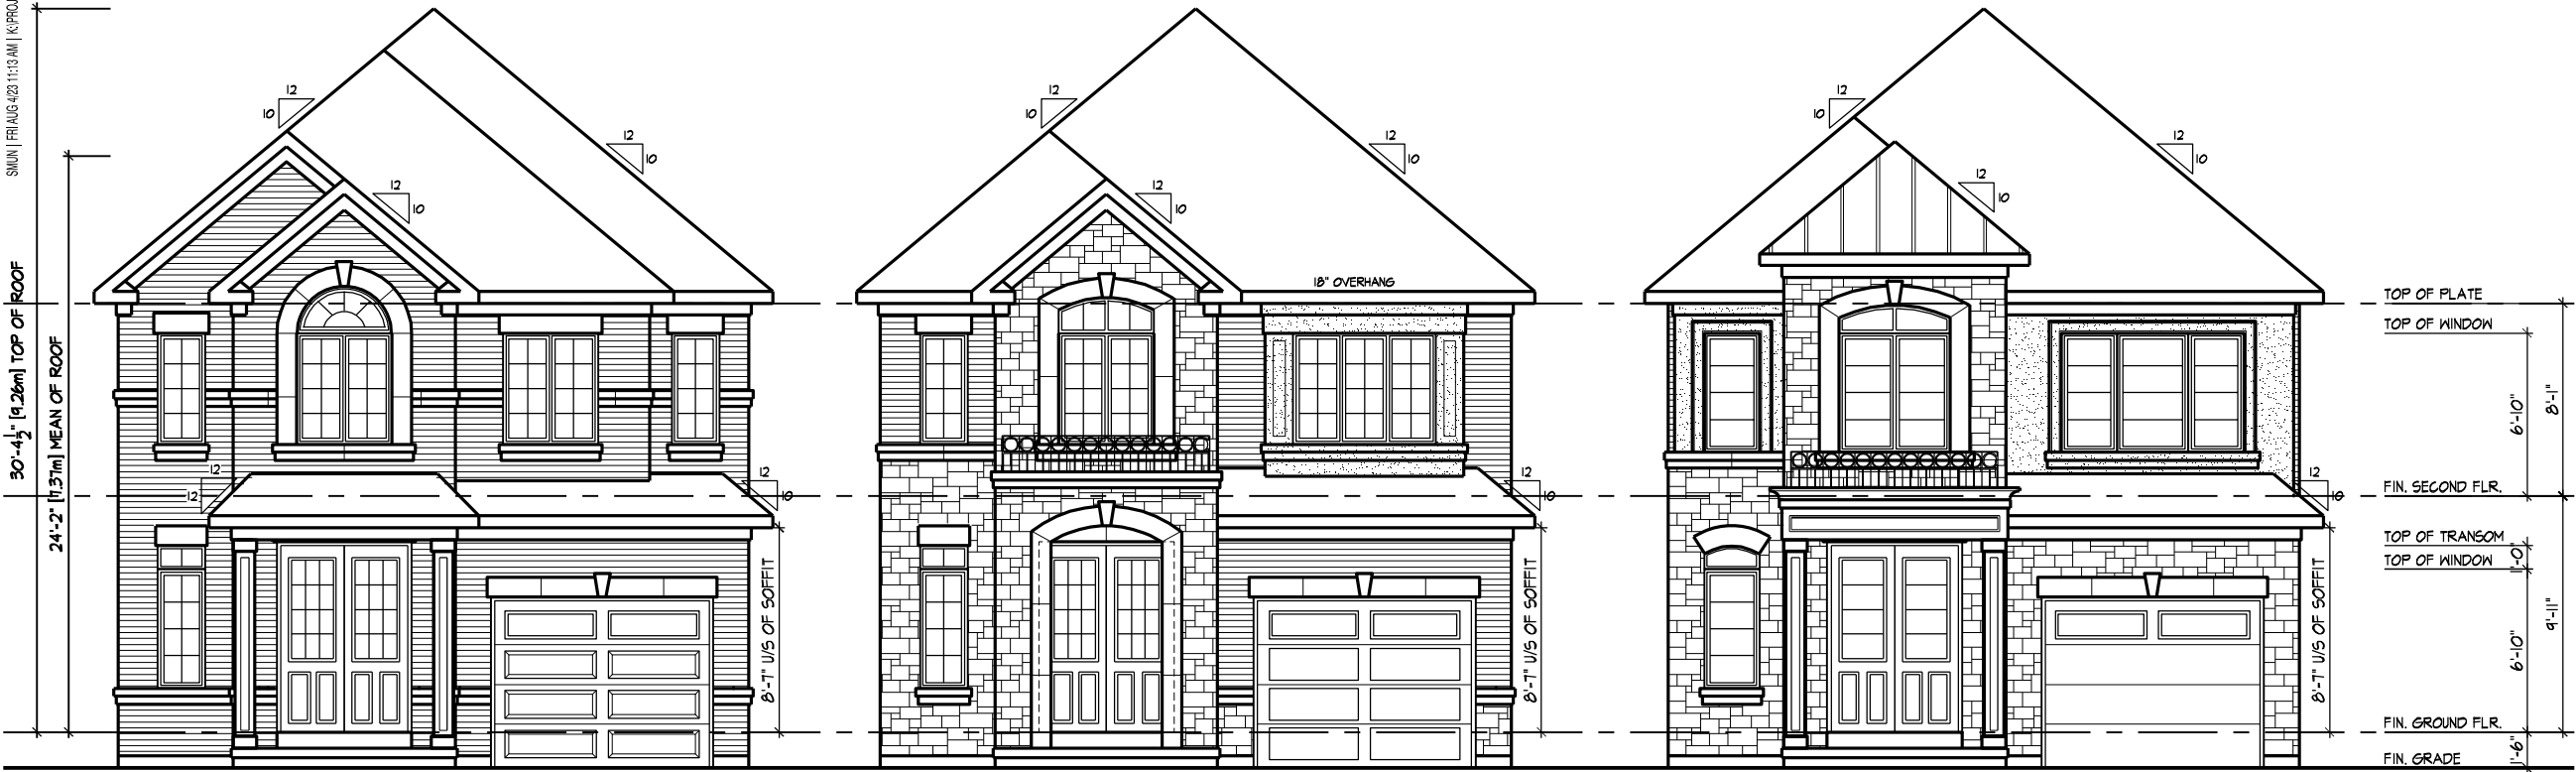 SMUN | FRI AUG 4/23 11:13 AM | K:\PROJ
30'-4 1/2" [9.26m] TOP OF ROOF
24'-2" [7.37m] MEAN OF ROOF
12
10
12
10
12
10
12
12
12
10
8'-7" U/S OF SOFFIT
12
10
12
10
12
10
18" OVERHANG
12
10
8'-7" U/S OF SOFFIT
12
10
12
10
12
10
12
10
8'-7" U/S OF SOFFIT
TOP OF PLATE
TOP OF WINDOW
6'-10"
8'-1"
FIN. SECOND FLR.
TOP OF TRANSOM
1'-0"
TOP OF WINDOW
6'-10"
9'-11"
FIN. GROUND FLR.
1'-6"
FIN. GRADE